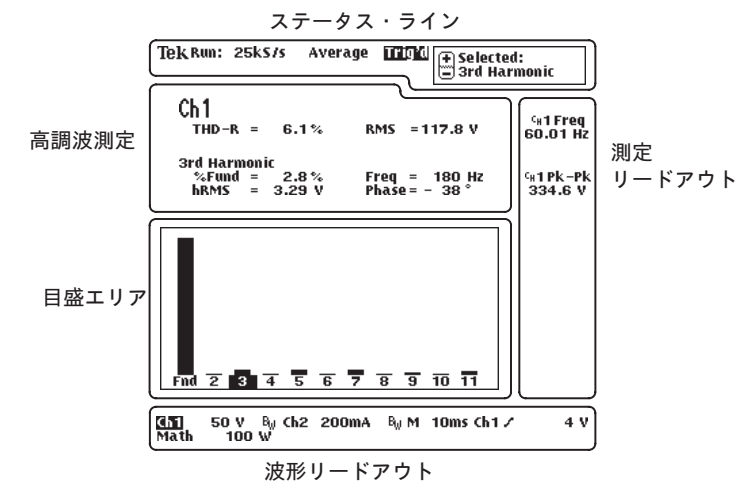 ステータス・ライン
Tek Run: 25kS/s Average Trig'd
Selected:
3rd Harmonic
高調波測定
Ch1
THD-R = 6.1% RMS =117.8 V
3rd Harmonic
%Fund = 2.8% Freq = 180 Hz
hRMS = 3.29 V Phase= - 38 °
CH1 Freq
60.01 Hz
CH1 Pk-Pk
334.6 V
測定
リードアウト
目盛エリア
Fnd 2 3 4 5 6 7 8 9 10 11
Ch1 50 V BW Ch2 200mA BW M 10ms Ch1 4 V
Math 100 W
波形リードアウト